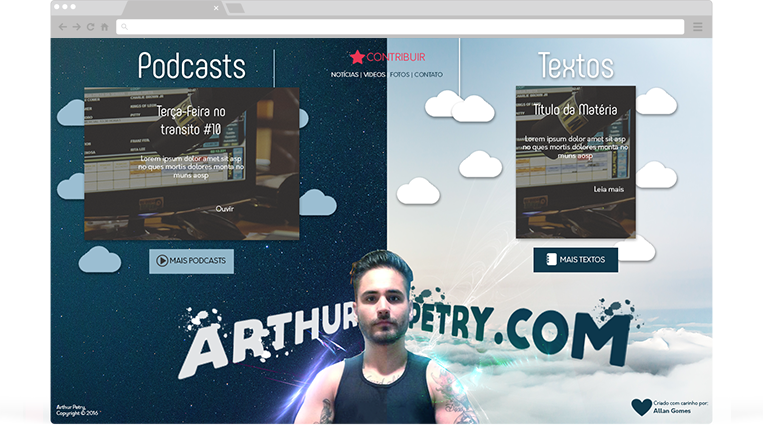 Podcasts
CONTRIBUIR
NOTÍCIAS | VIDEOS | FOTOS | CONTATO
Textos
Terça-Feira no
transito #10
Lorem ipsum dolor amet sit asp
no ques mortis dolores monta no
miuns aosp
Ouvir
MAIS PODCASTS
Título da Matéria
Lorem ipsum dolor amet sit asp
no ques mortis dolores monta no
miuns aosp
Leia mais
MAIS TEXTOS
ARTHUR PETRY.COM
Arthur Petry,
Copyright © 2016
Criado com carinho por:
Allan Gomes